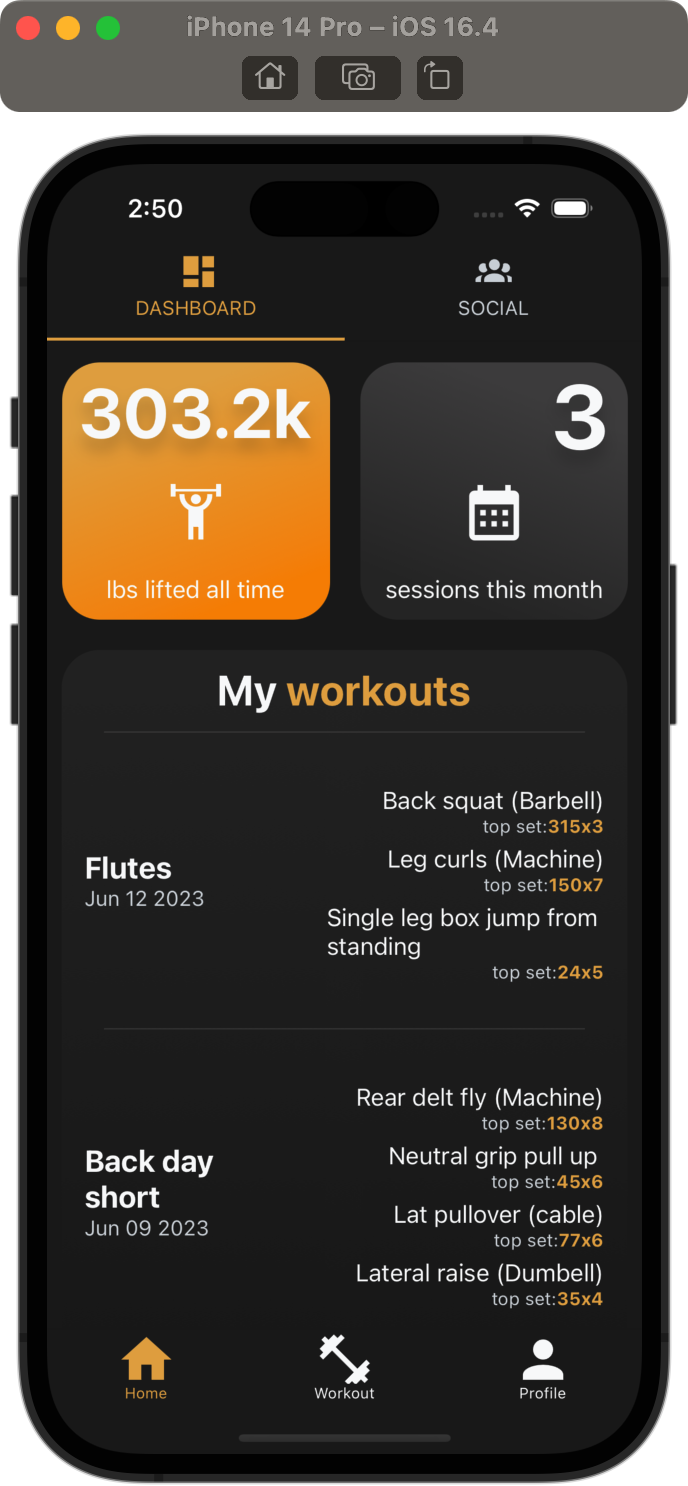 iPhone 14 Pro – iOS 16.4
2:50
DASHBOARD
SOCIAL
303.2k
lbs lifted all time
3
sessions this month
My workouts
Flutes
Jun 12 2023
Back squat (Barbell)
top set:315x3
Leg curls (Machine)
top set:150x7
Single leg box jump from
standing
top set:24x5
Back day
short
Jun 09 2023
Rear delt fly (Machine)
top set:130x8
Neutral grip pull up
top set:45x6
Lat pullover (cable)
top set:77x6
Lateral raise (Dumbell)
top set:35x4
Home
Workout
Profile